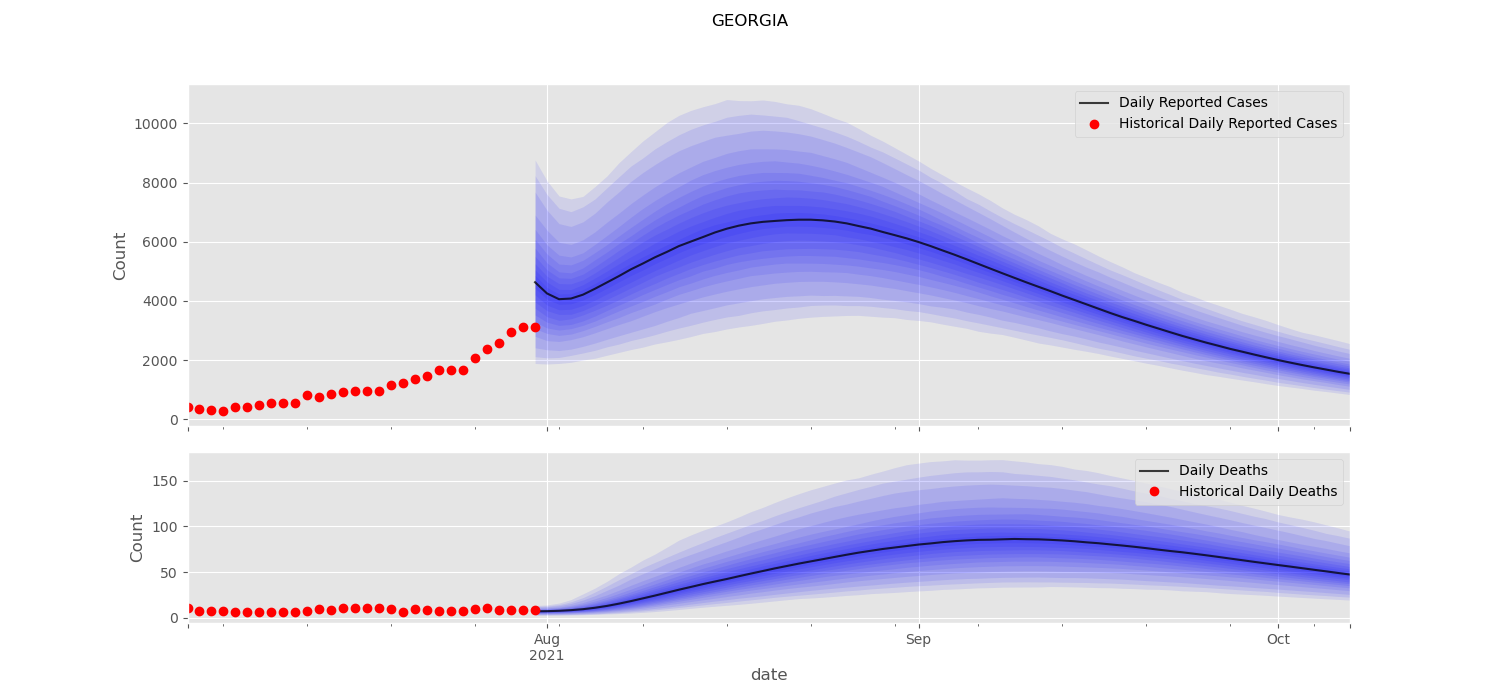 GEORGIA
Daily Reported Cases
Historical Daily Reported Cases
10000
8000
6000
4000
2000
0
Count
Daily Deaths
Historical Daily Deaths
150
100
50
0
Count
Aug
2021
Sep
Oct
date